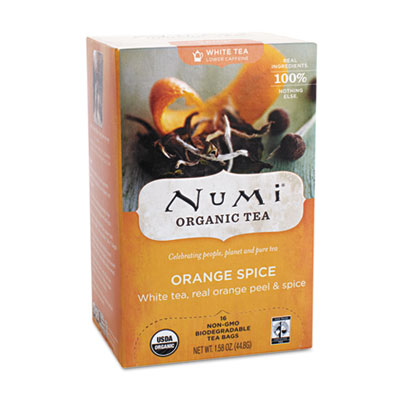 WHITE TEA
LOWER CAFFEINE
REAL
INGREDIENTS
100%
NOTHING
ELSE.
NUMi®
ORGANIC TEA
Celebrating people, planet and pure tea
ORANGE SPICE
White tea, real orange peel & spice
16
NON-GMO
BIODEGRADABLE
TEA BAGS
NET WT. 1.58 OZ. (44.8G)
USDA
ORGANIC